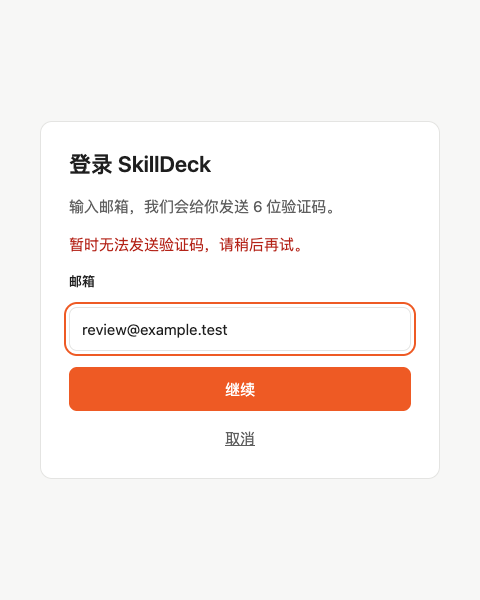 登录 SkillDeck
输入邮箱，我们会给你发送 6 位验证码。
暂时无法发送验证码，请稍后再试。
邮箱
review@example.test
继续
取消